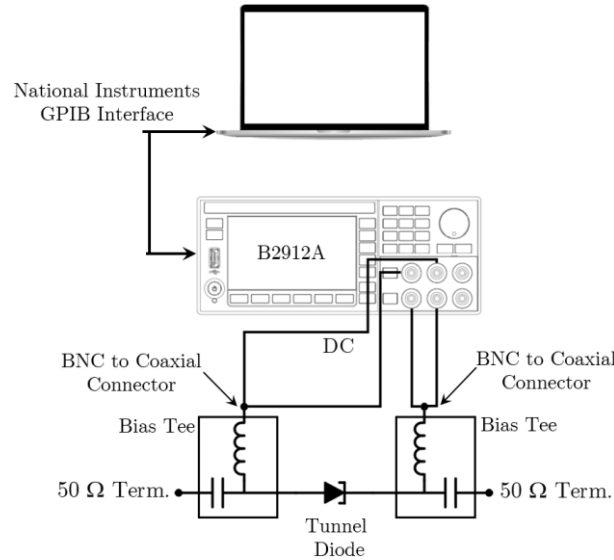 National Instruments
GPIB Interface
B2912A
DC
BNC to Coaxial
Connector
BNC to Coaxial
Connector
Bias Tee
Bias Tee
50 Ω Term.
50 Ω Term.
Tunnel
Diode